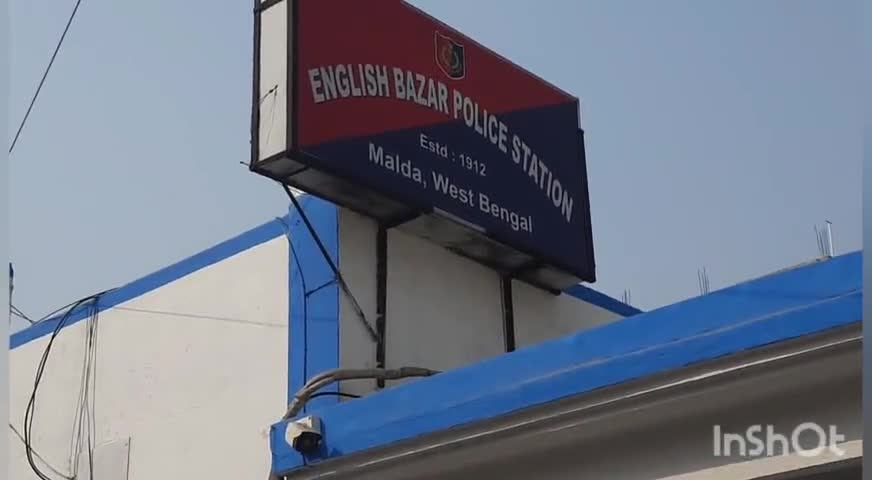 ENGLISH BAZAR POLICE STATION
Estd : 1912
Malda, West Bengal
InShOt